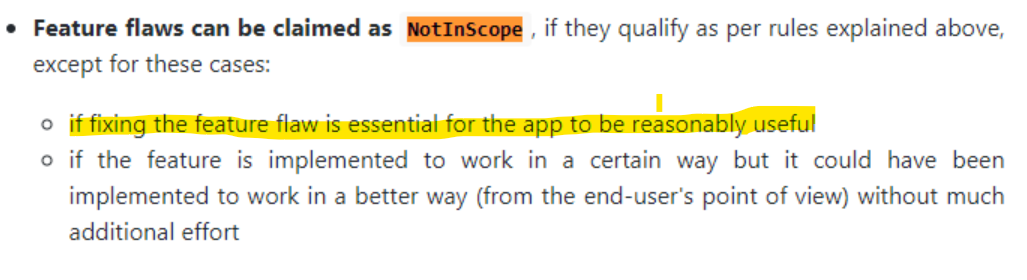 • Feature flaws can be claimed as NotInScope , if they qualify as per rules explained above,
except for these cases:
○ if fixing the feature flaw is essential for the app to be reasonably useful
○ if the feature is implemented to work in a certain way but it could have been
implemented to work in a better way (from the end-user's point of view) without much
additional effort